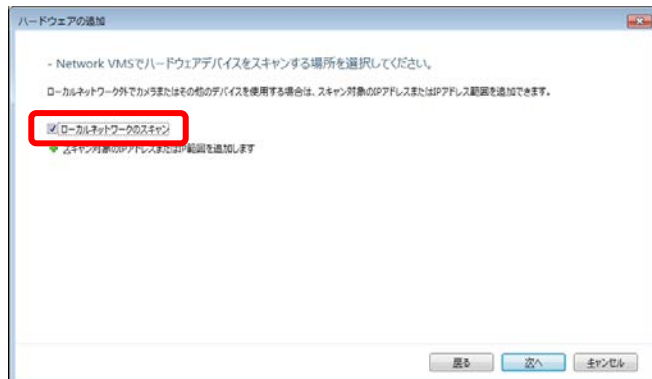 ハードウェアの追加
- Network VMSでハードウェアデバイスをスキャンする場所を選択してください。
ローカルネットワーク外でカメラまたはその他のデバイスを使用する場合は、スキャン対象のIPアドレスまたはIPアドレス範囲を追加できます。
ローカルネットワークのスキャン
スキャン対象のIPアドレスまたはIP範囲を追加します
戻る 次へ キャンセル